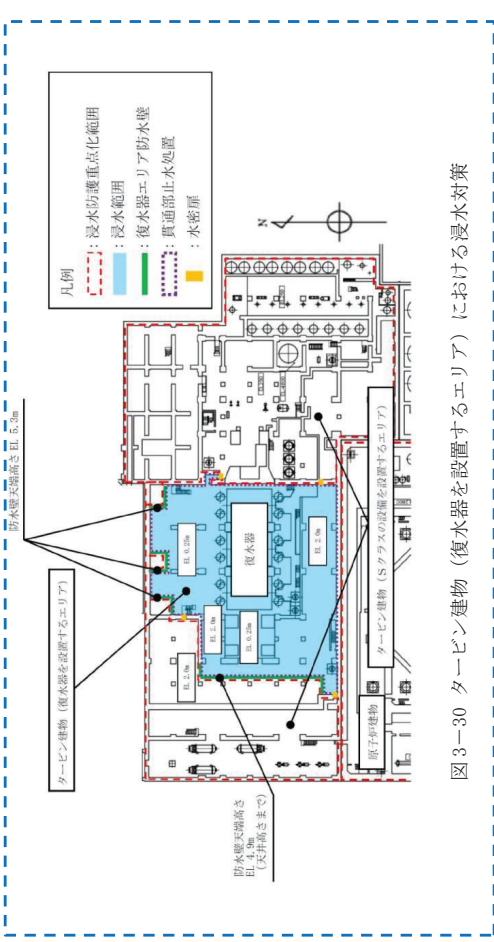 防水壁天端高さ EL 5.3m
タービン建物(復水器を設置するエリア)
凡例
:浸水防護重点化範囲
:浸水範囲
:復水器エリア防水壁
:貫通部止水処置
:水密扉
N
EL 0.25m
復水器
EL 2.0m
EL 2.0m
EL 0.25m
EL 2.0m
防水壁天端高さ
EL 4.9m
(天井高さまで)
タービン建物(Sクラスの設備を設置するエリア)
原子炉建物
図3-30 タービン建物(復水器を設置するエリア)における浸水対策